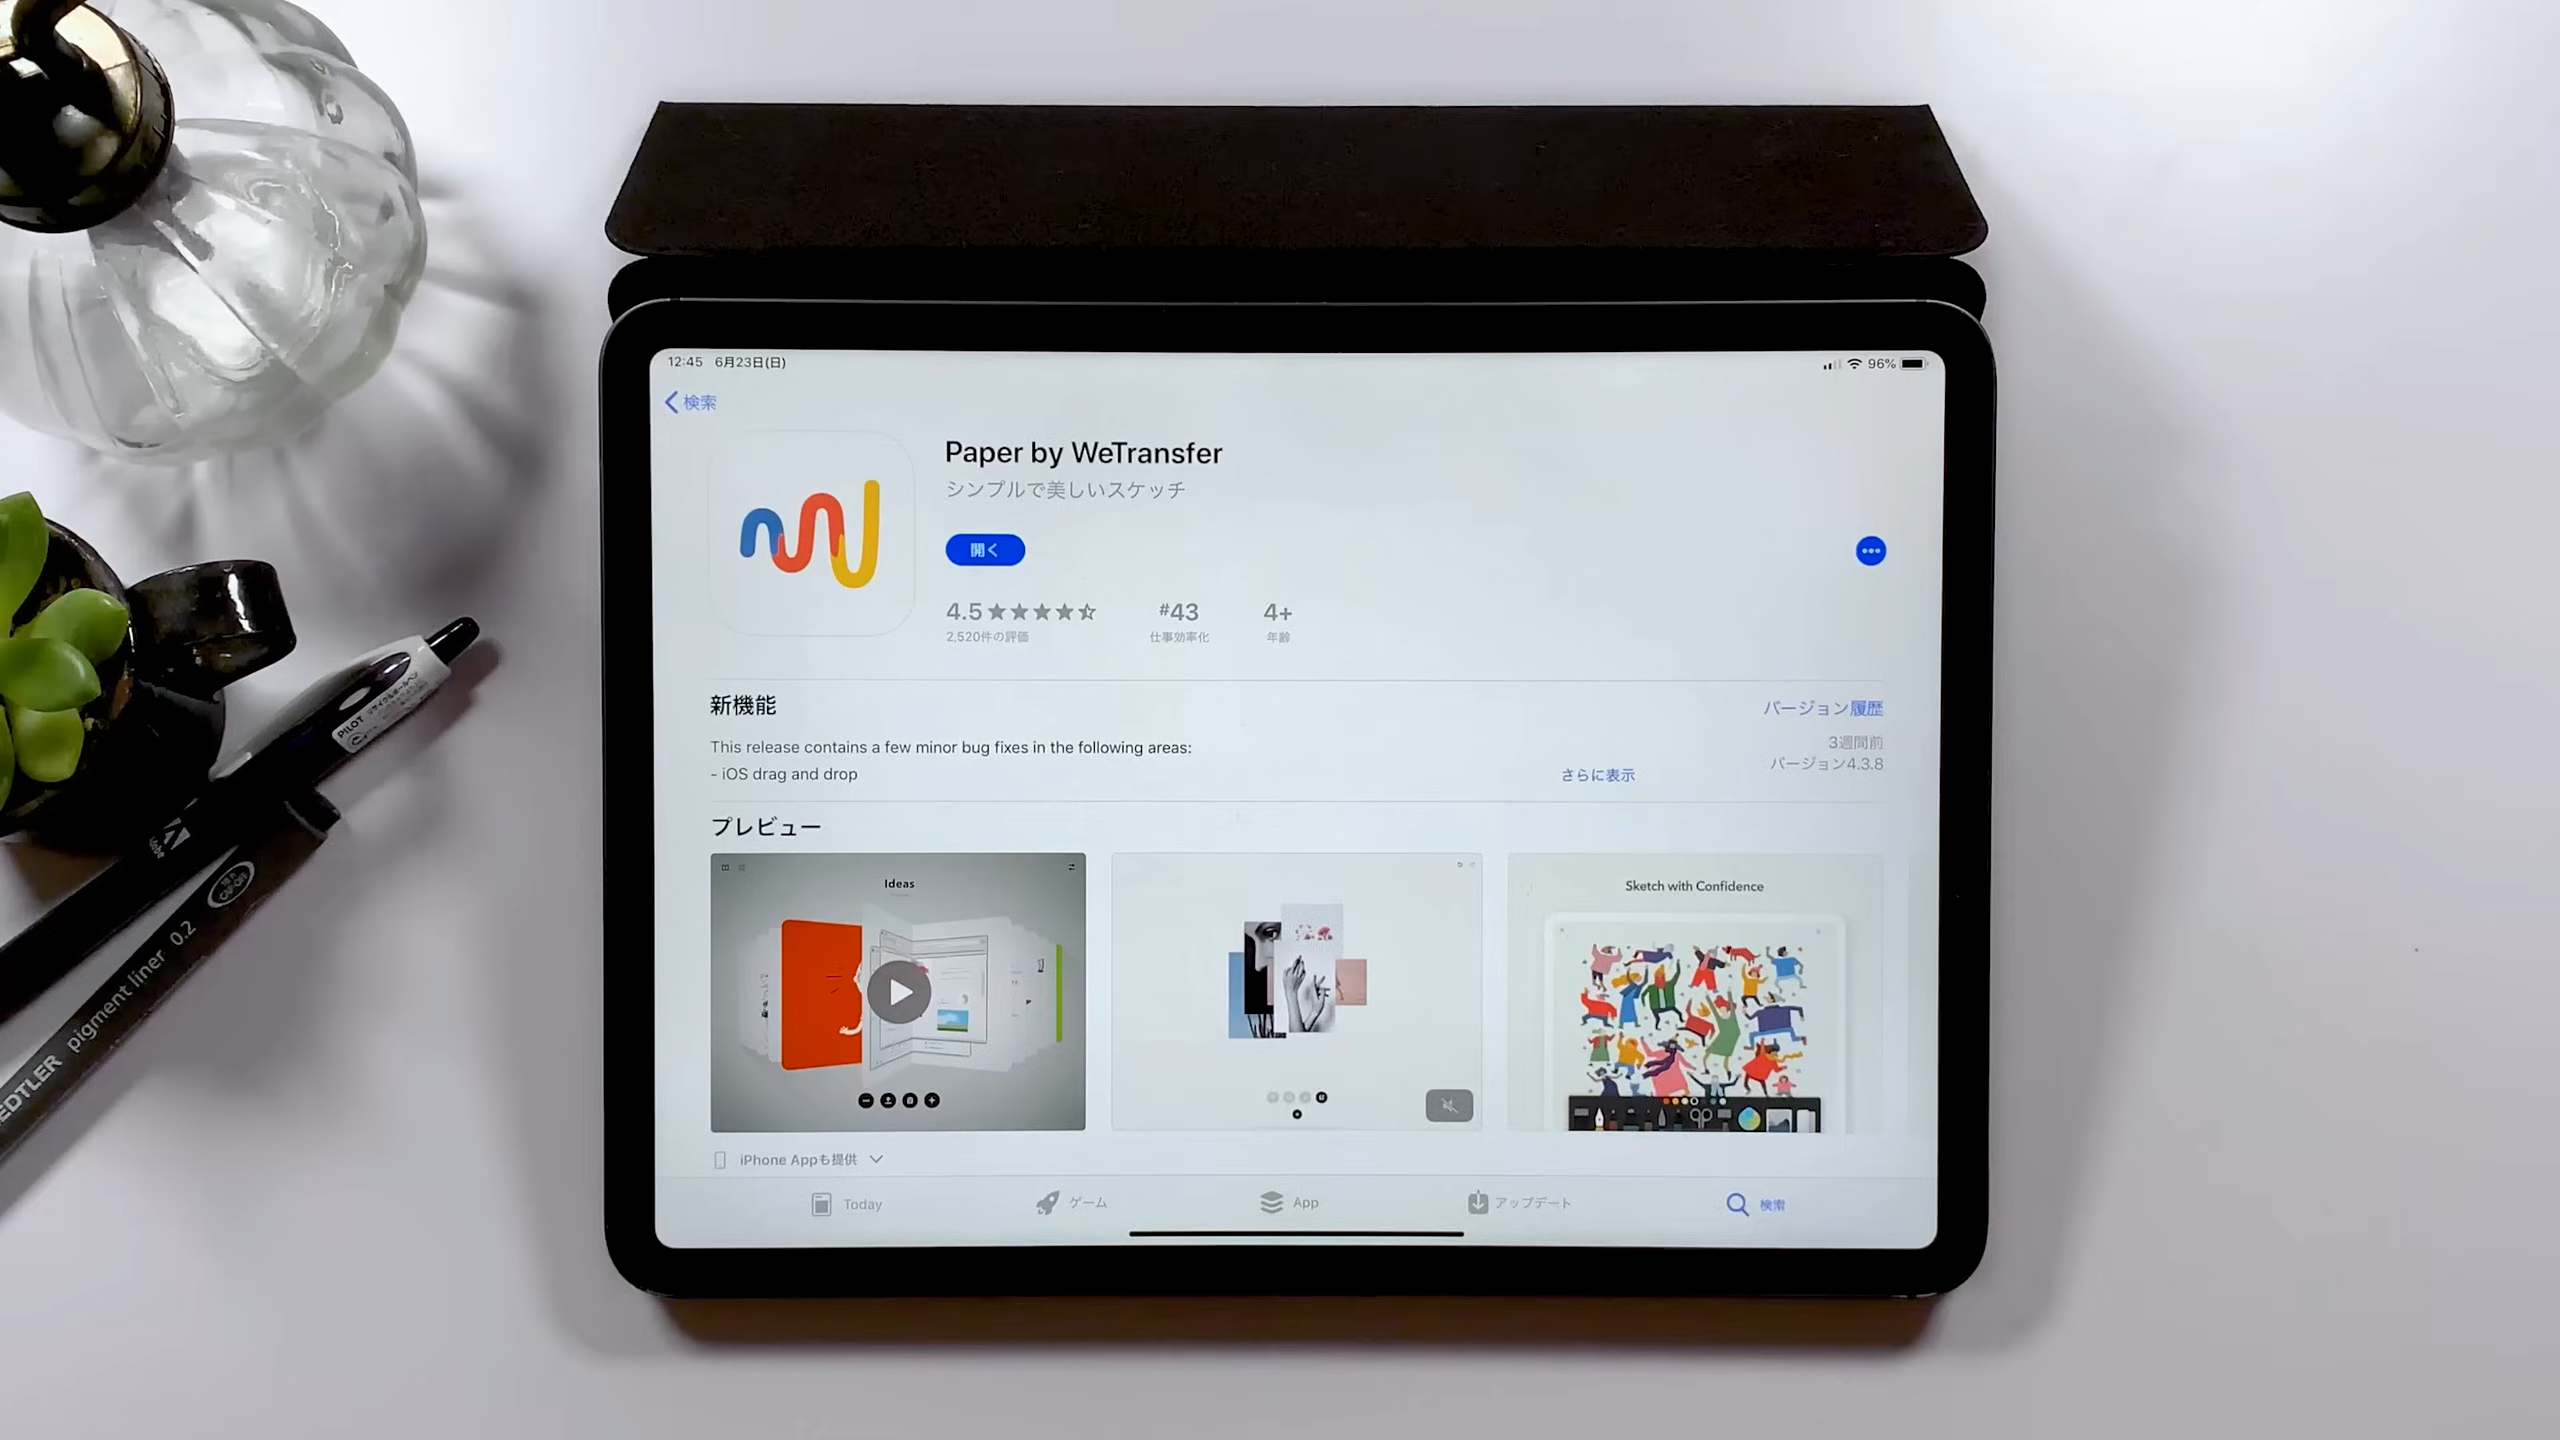 12:45 6月23日(日)
96%
検索
Paper by WeTransfer
シンプルで美しいスケッチ
開く
4.5
#43
4+
2,520件の評価
仕事効率化
年齢
新機能
バージョン履歴
This release contains a few minor bug fixes in the following areas:
- iOS drag and drop
さらに表示
3週間前
バージョン4.3.8
プレビュー
Ideas
Sketch with Confidence
iPhone Appも提供
Today
ゲーム
App
アップデート
検索
PILOT
Adobe
EDTLER pigment liner 0.2